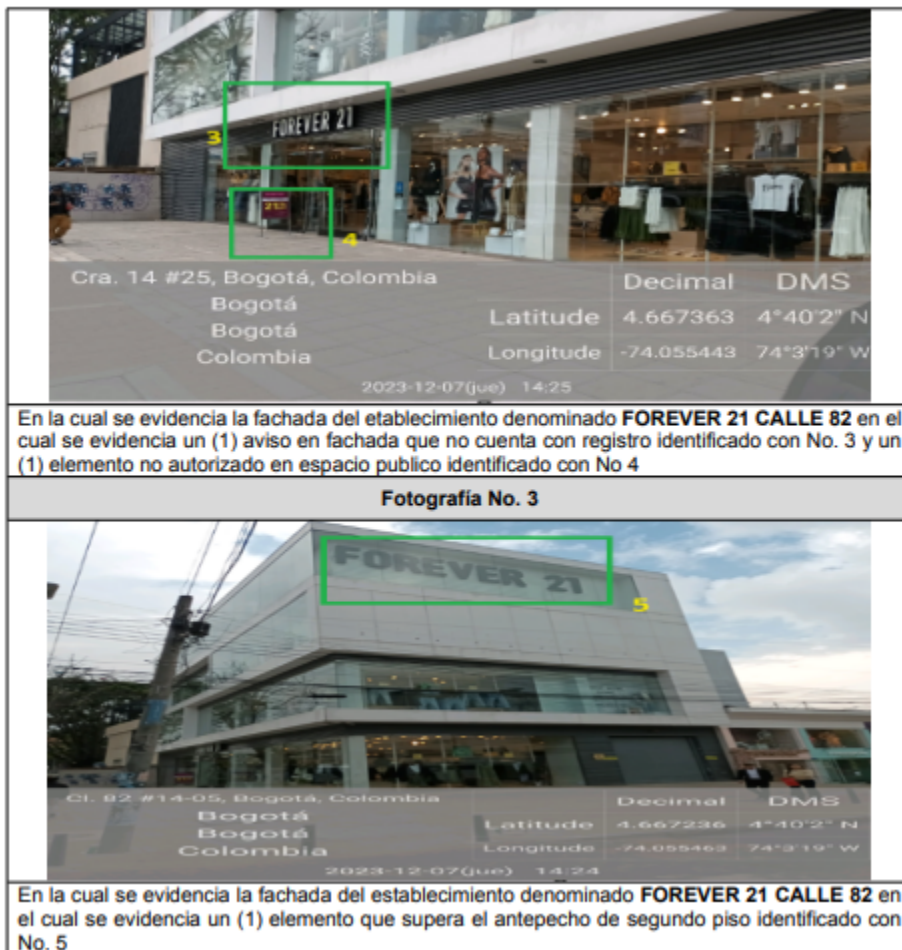 FOREVER 21
3
213
4
Cra. 14 #25, Bogotá, Colombia
Bogotá
Bogotá
Colombia
Decimal DMS
Latitude 4.667363 4°40'2" N
Longitude -74.055443 74°3'19" W
2023-12-07(jue) 14:25
En la cual se evidencia la fachada del etablecimiento denominado FOREVER 21 CALLE 82 en el
cual se evidencia un (1) aviso en fachada que no cuenta con registro identificado con No. 3 y un
(1) elemento no autorizado en espacio publico identificado con No 4
Fotografía No. 3
FOREVER 21
5
Cl. 82 #14-05, Bogotá, Colombia
Bogotá
Bogotá
Colombia
Decimal DMS
Latitude 4.667236 4°40'2" N
Longitude -74.055463 74°3'19" W
2023-12-07(jue) 14:24
En la cual se evidencia la fachada del establecimiento denominado FOREVER 21 CALLE 82 en
el cual se evidencia un (1) elemento que supera el antepecho de segundo piso identificado con
No. 5